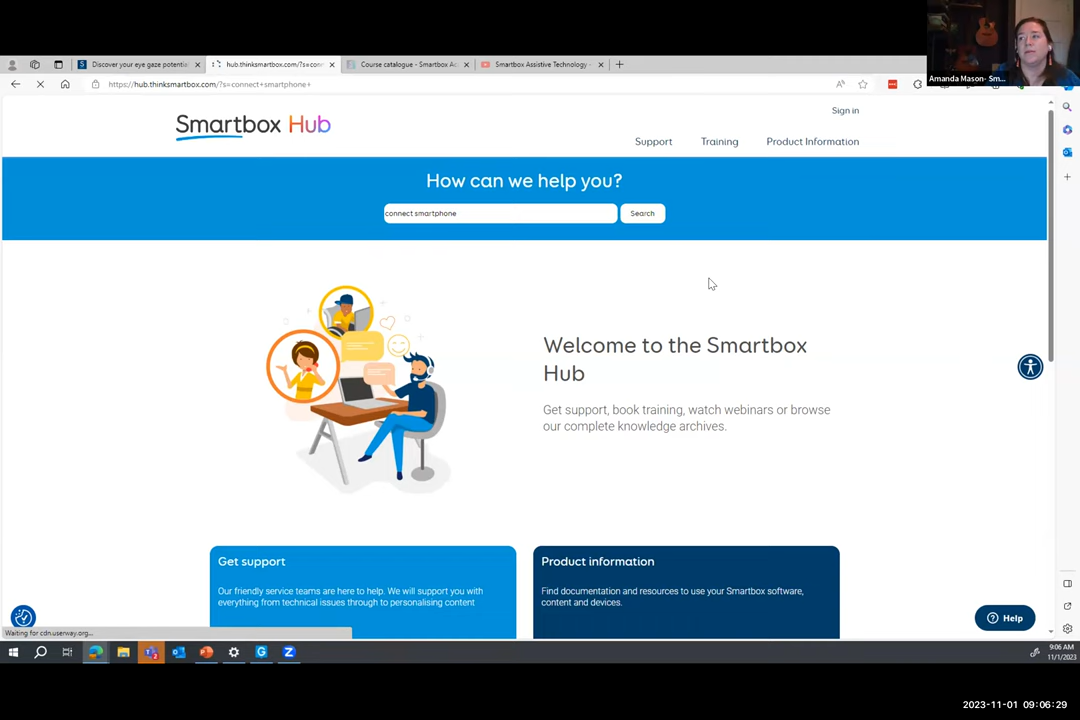 Discover your eye gaze potential
hub.thinksmartbox.com/?s=conn
Course catalogue - Smartbox Ac
Smartbox Assistive Technology -
https://hub.thinksmartbox.com/?s=connect+smartphone+
Amanda Mason- Sm...
Sign in
Smartbox Hub
Support
Training
Product Information
How can we help you?
connect smartphone
Search
Welcome to the Smartbox
Hub
Get support, book training, watch webinars or browse
our complete knowledge archives.
Get support
Our friendly service teams are here to help. We will support you with
everything from technical issues through to personalising content
Product information
Find documentation and resources to use your Smartbox software,
content and devices.
Help
Waiting for cdn.userway.org...
9:06 AM
11/1/2023
2023-11-01 09:06:29